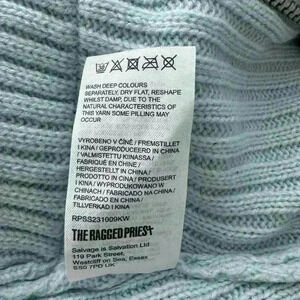 WASH DEEP COLOURS
SEPARATELY, DRY FLAT, RESHAPE
WHILST DAMP, DUE TO THE
NATURAL CHARACTERISTICS OF
THIS YARN SOME PILLING MAY
OCCUR
VYROBENO V ČÍNĚ / FREMSTILLET
I KINA / GEPRODUCEERD IN CHINA
/ VALMISTETTU KIINASSA /
FABRIQUÉ EN CHINE /
HERGESTELLT IN CHINA /
PRODOTTO IN CINA / PRODUSERT
I KINA / WYPRODUKOWANO W
CHINACH / FABRICADO NA CHINA /
FABRICADO EN CHINA /
TILLVERKAD I KINA
RPSS231009KW
THE RAGGED PRIEST
Salvage is Salvation Ltd
119 Park Street,
Westcliff on Sea, Essex
SS0 7PD UK